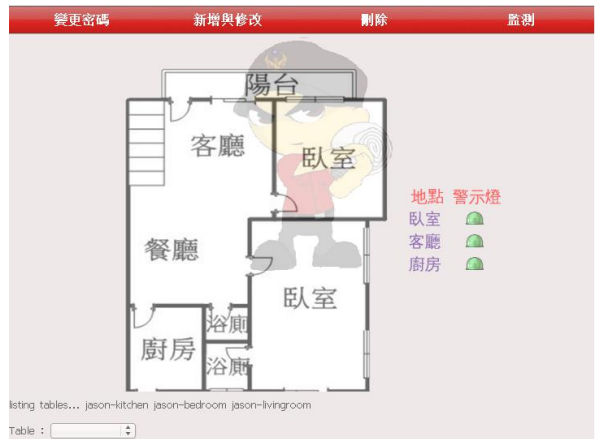 變更密碼 新增與修改 刪除 監測
陽台
客廳
臥室
地點 警示燈
臥室
客廳
廚房
餐廳
臥室
浴廁
廚房
浴廁
listing tables... jason-kitchen jason-bedroom jason-livingroom
Table :